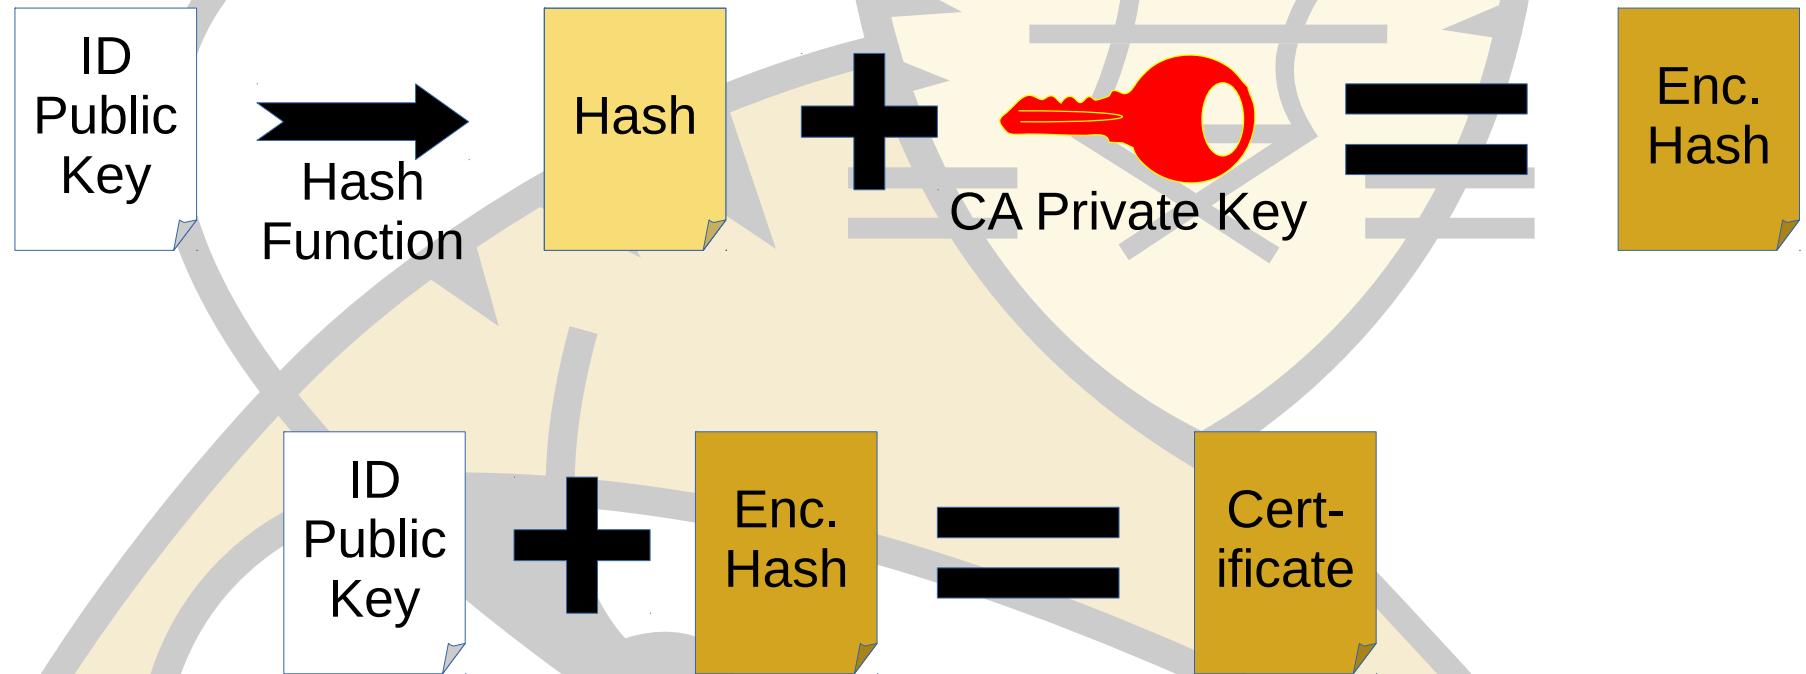 ID
Public
Key
Hash
Function
Hash
CA Private Key
Enc.
Hash
ID
Public
Key
Enc.
Hash
Cert-
ificate